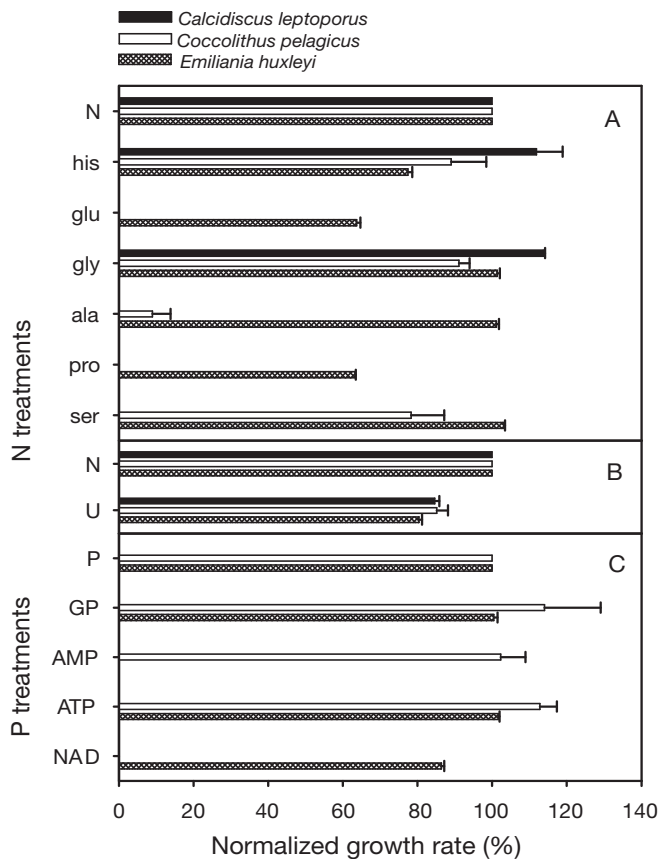 Calcidiscus leptoporus
Coccolithus pelagicus
Emiliania huxleyi
N treatments
A
N
his
glu
gly
ala
pro
ser
B
N
U
P treatments
C
P
GP
AMP
ATP
NAD
0 20 40 60 80 100 120 140
Normalized growth rate (%)